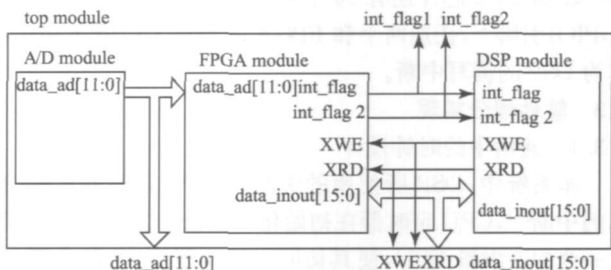 top module
int_flag1 int_flag2
A/D module
FPGA module
DSP module
data_ad[11:0]
data_ad[11:0]int_flag
int_flag
int_flag 2
int_flag 2
XWE
XWE
XRD
XRD
data_inout[15:0]
data_inout[15:0]
data_ad[11:0]
XWEXRD
data_inout[15:0]